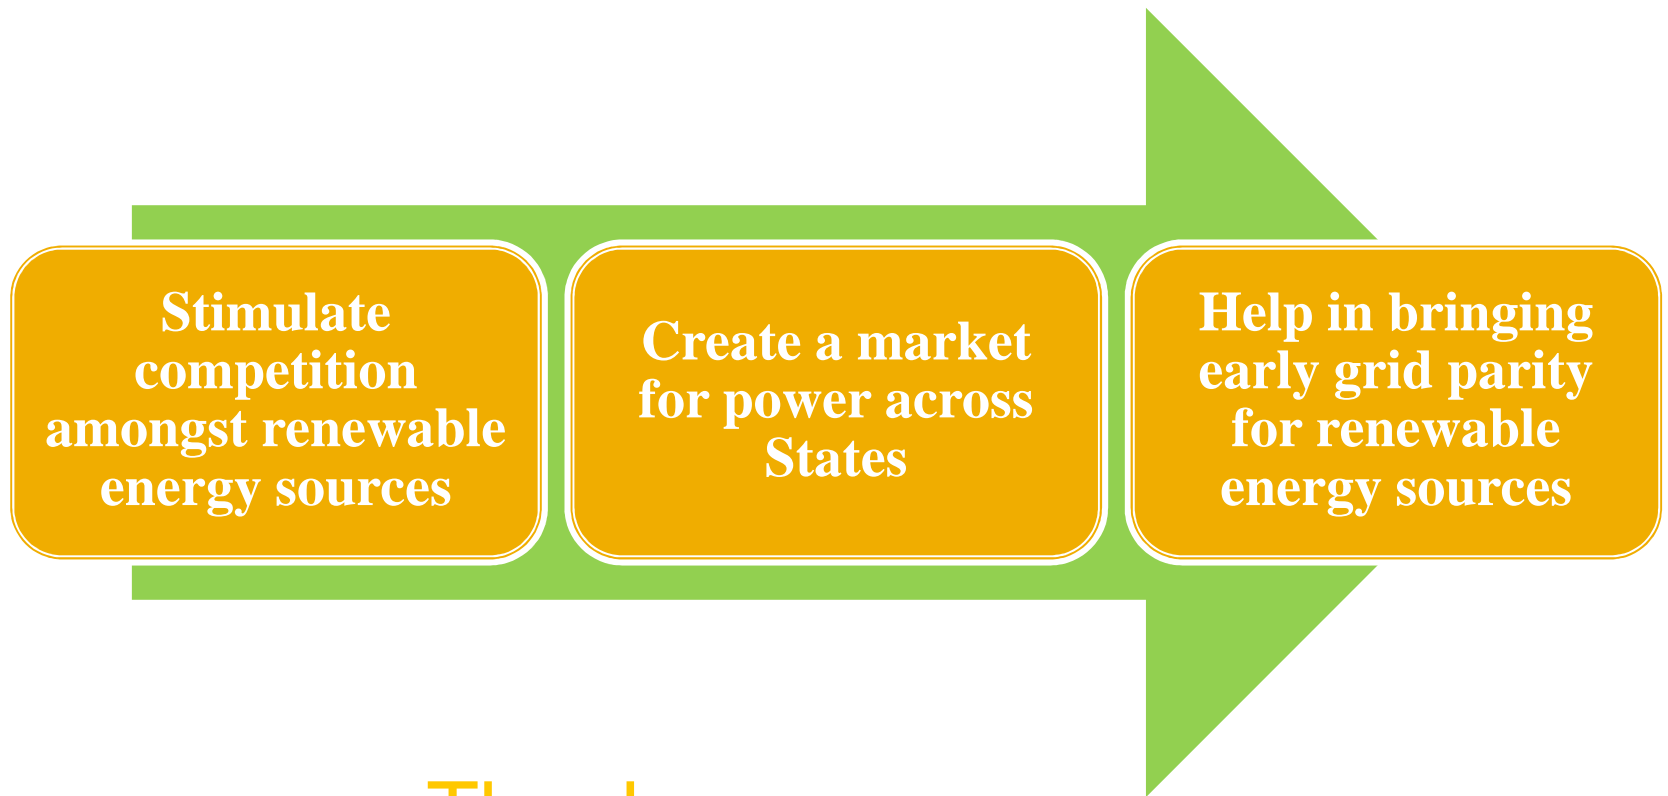 Stimulate
competition
amongst renewable
energy sources
Create a market
for power across
States
Help in bringing
early grid parity
for renewable
energy sources